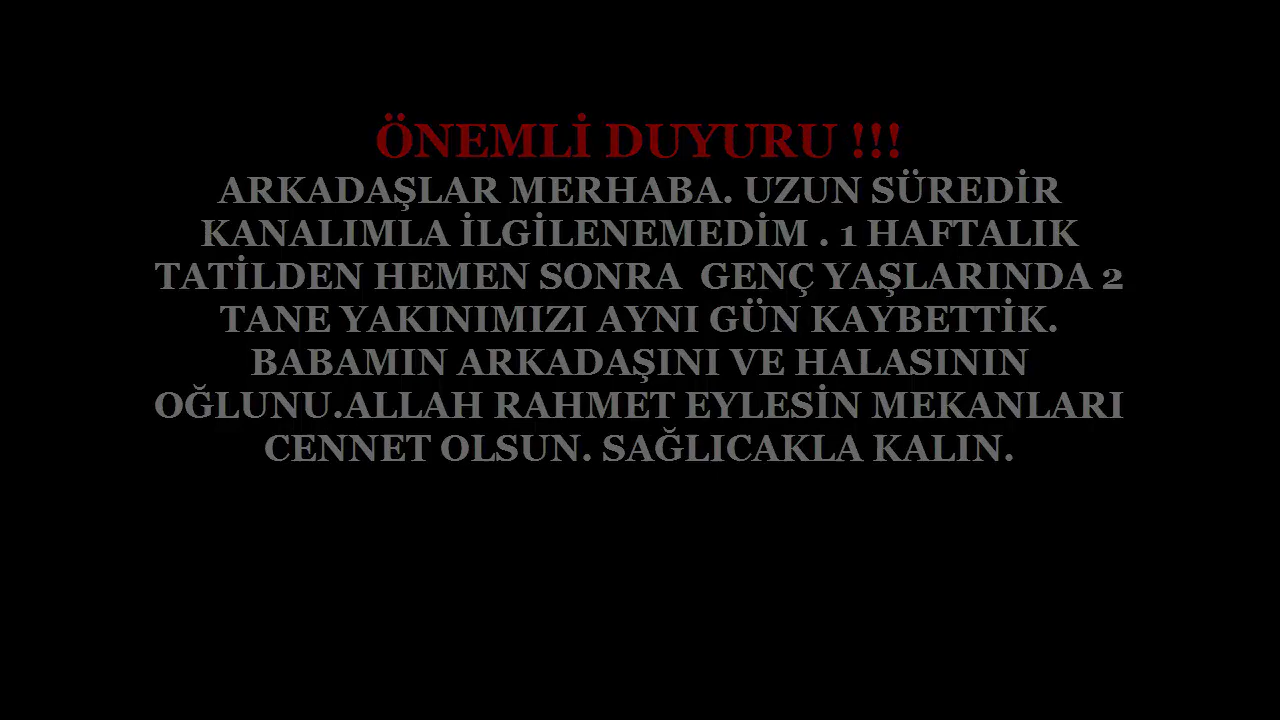 ÖNEMLİ DUYURU !!!
ARKADAŞLAR MERHABA. UZUN SÜREDİR
KANALIMLA İLGİLENEMEDİM . 1 HAFTALIK
TATİLDEN HEMEN SONRA  GENÇ YAŞLARINDA 2
TANE YAKINIMIZI AYNI GÜN KAYBETTİK.
BABAMIN ARKADAŞINI VE HALASININ
OĞLUNU.ALLAH RAHMET EYLESİN MEKANLARI
CENNET OLSUN. SAĞLICAKLA KALIN.